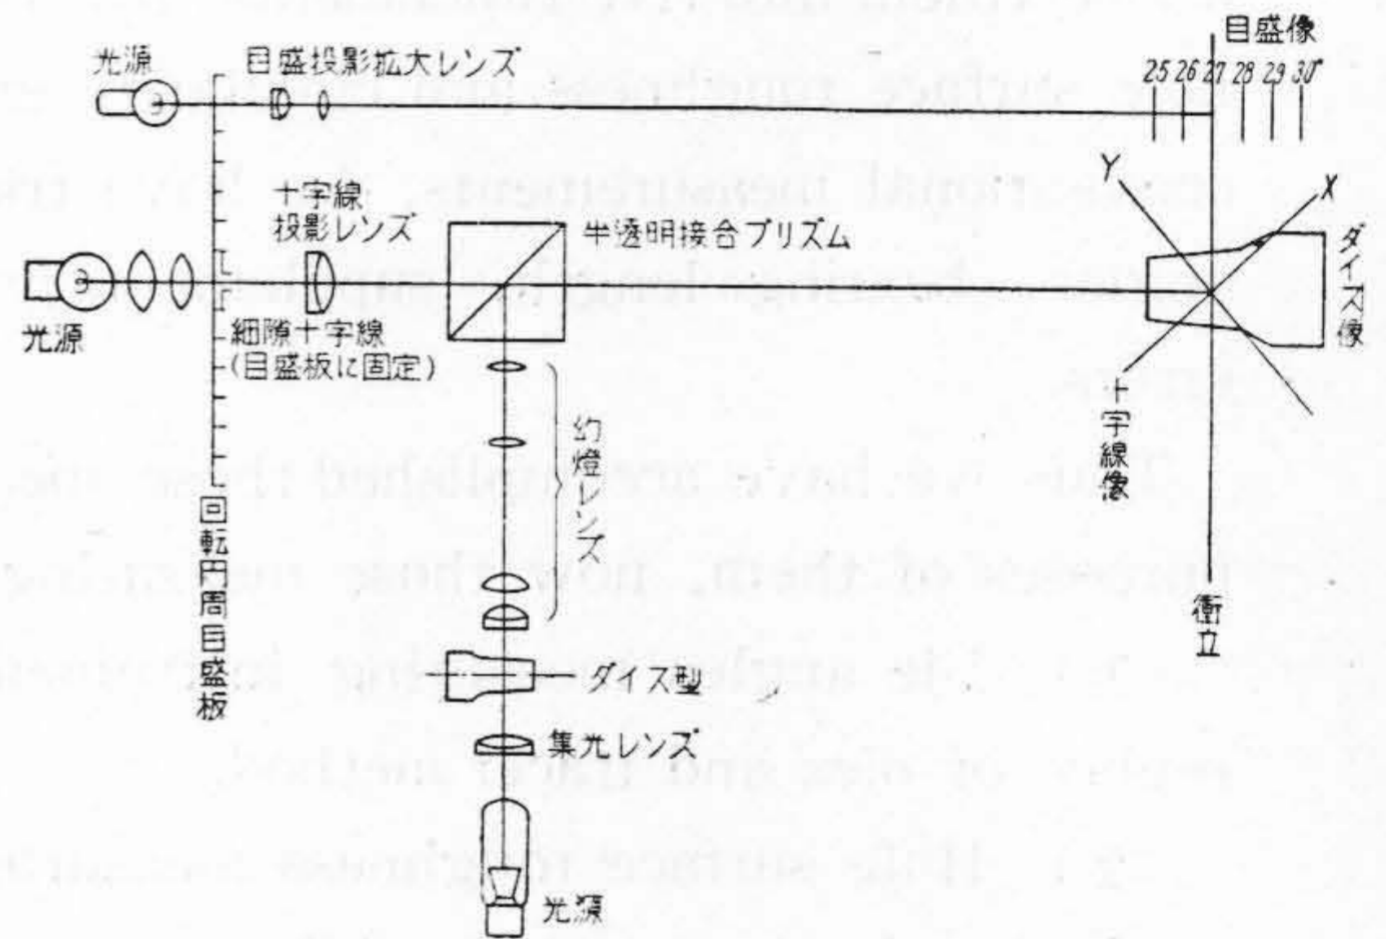 光源
目盛投影拡大レンズ
目盛像
25 26 27 28 29 30°
Y
X
十字線
投影レンズ
半透明接合プリズム
ダイス像
光源
細隙十字線
(目盛板に固定)
十字線像
幻燈レンズ
回転円周目盛板
衝立
ダイス型
集光レンズ
光源